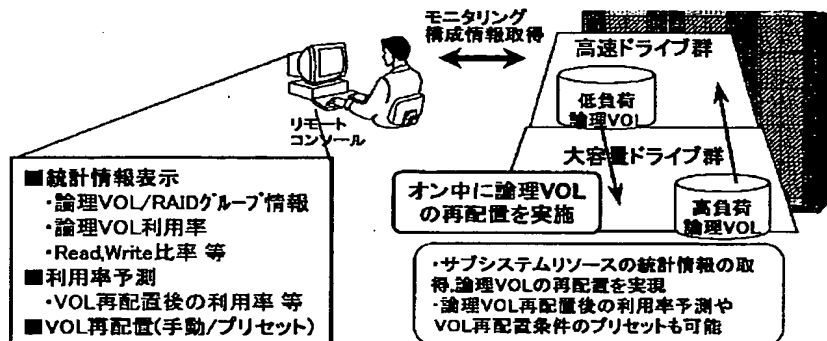 モニタリング
構成情報取得
高速ドライブ群
低負荷
論理VOL
リモート
コンソール
大容量ドライブ群
オン中に論理VOL
の再配置を実施
高負荷
論理VOL
■統計情報表示
・論理VOL/RAIDグループ情報
・論理VOL利用率
・Read,Write比率 等
■利用率予測
・VOL再配置後の利用率 等
■VOL再配置(手動/プリセット)
・サブシステムリソースの統計情報の取
得,論理VOLの再配置を実現
・論理VOL再配置後の利用率予測や
VOL再配置条件のプリセットも可能